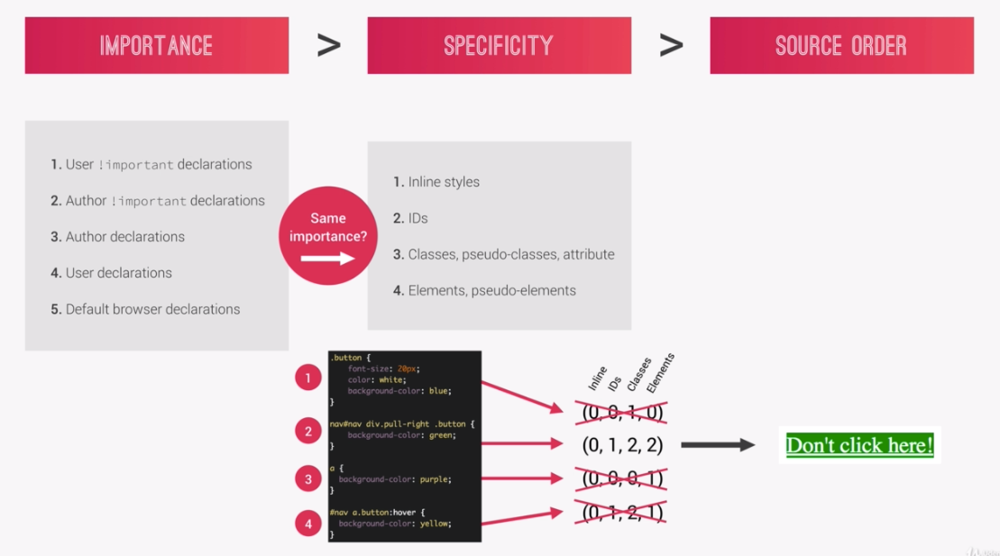 IMPORTANCE > SPECIFICITY > SOURCE ORDER
1. User !important declarations
2. Author !important declarations
3. Author declarations
4. User declarations
5. Default browser declarations
Same
importance?
1. Inline styles
2. IDs
3. Classes, pseudo-classes, attribute
4. Elements, pseudo-elements
1
.button {
font-size: 20px;
color: white;
background-color: blue;
}
2
nav#nav div.pull-right .button {
background-color: green;
}
3
a {
background-color: purple;
}
4
#nav a.button:hover {
background-color: yellow;
}
Inline
IDs
Classes
Elements
(0, 0, 1, 0)
(0, 1, 2, 2)
(0, 0, 0, 1)
(0, 1, 2, 1)
Don't click here!